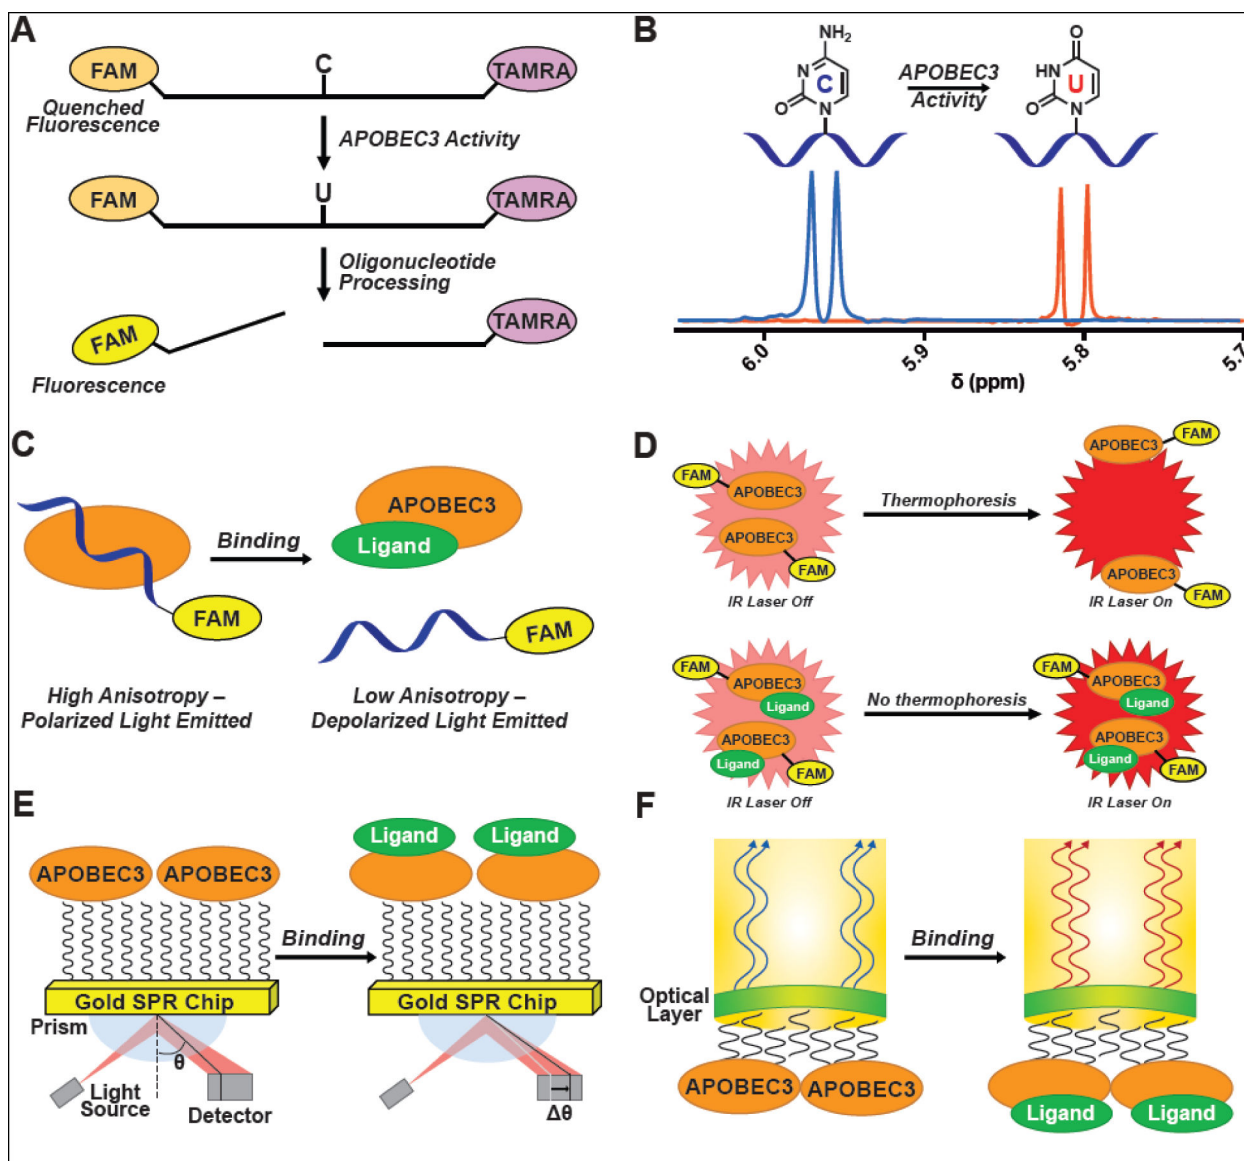 A
FAM
C
TAMRA
Quenched
Fluorescence
APOBEC3 Activity
FAM
U
TAMRA
Oligonucleotide
Processing
FAM
TAMRA
Fluorescence
B
NH₂
N
C
O
N
APOBEC3
Activity
O
HN
U
O
N
6.0
5.9
5.8
5.7
δ (ppm)
C
Binding
APOBEC3
Ligand
FAM
FAM
High Anisotropy –
Polarized Light Emitted
Low Anisotropy –
Depolarized Light Emitted
D
FAM
APOBEC3
APOBEC3
FAM
IR Laser Off
Thermophoresis
APOBEC3
FAM
APOBEC3
FAM
IR Laser On
FAM
APOBEC3
Ligand
APOBEC3
Ligand
FAM
IR Laser Off
No thermophoresis
FAM
APOBEC3
Ligand
APOBEC3
Ligand
FAM
IR Laser On
E
APOBEC3
APOBEC3
Gold SPR Chip
Prism
θ
Light
Source
Detector
Binding
Ligand
Ligand
Gold SPR Chip
Δθ
F
Optical
Layer
APOBEC3
APOBEC3
Binding
Ligand
Ligand